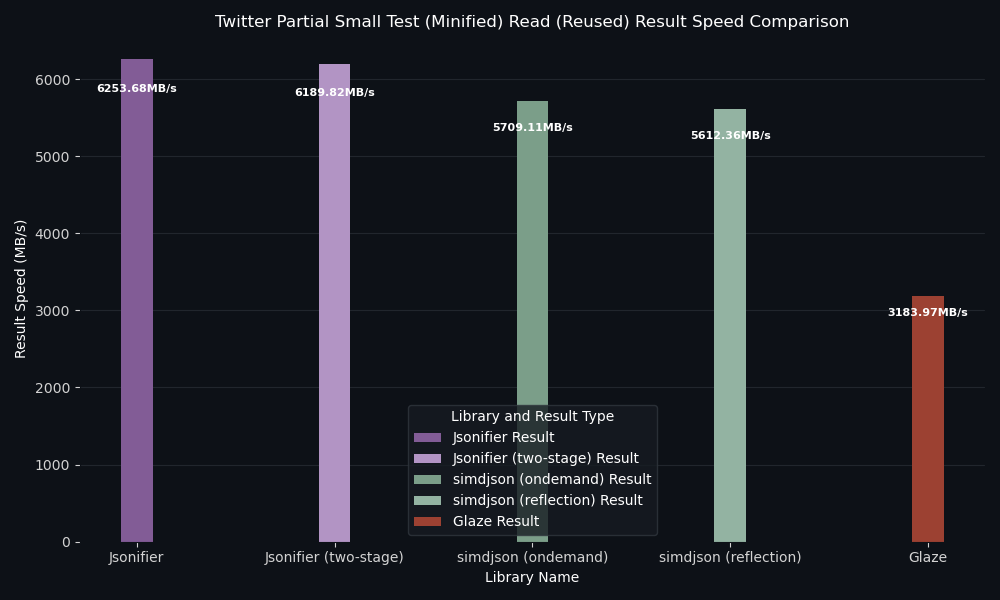 Twitter Partial Small Test (Minified) Read (Reused) Result Speed Comparison
Result Speed (MB/s)
6000
5000
4000
3000
2000
1000
0
6253.68MB/s
6189.82MB/s
5709.11MB/s
5612.36MB/s
3183.97MB/s
Library and Result Type
Jsonifier Result
Jsonifier (two-stage) Result
simdjson (ondemand) Result
simdjson (reflection) Result
Glaze Result
Jsonifier
Jsonifier (two-stage)
simdjson (ondemand)
simdjson (reflection)
Glaze
Library Name